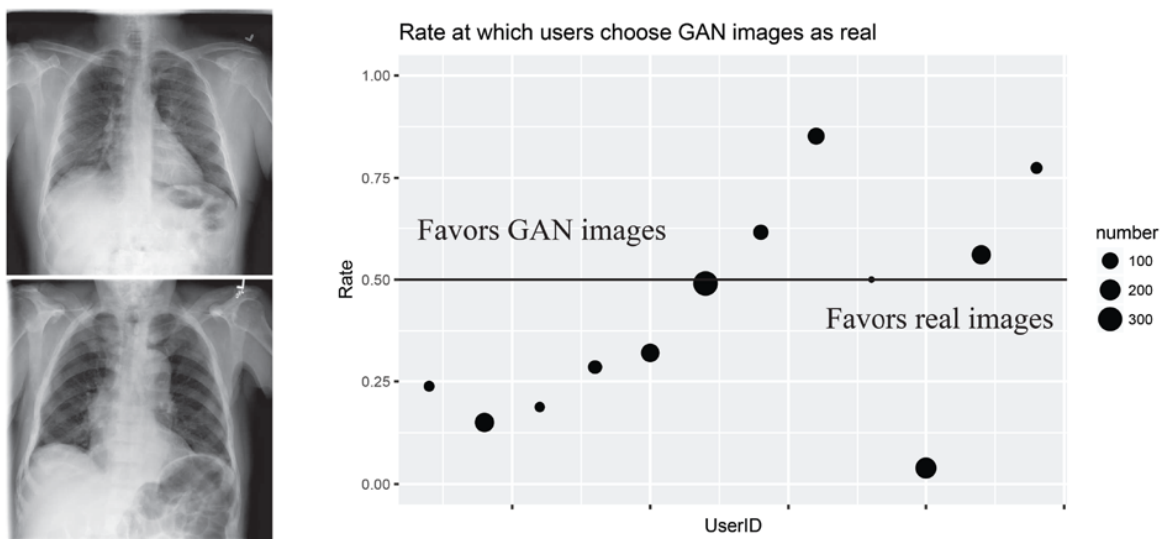 Rate at which users choose GAN images as real
1.00
0.75
Favors GAN images
0.50
Favors real images
0.25
0.00
Rate
UserID
number
100
200
300